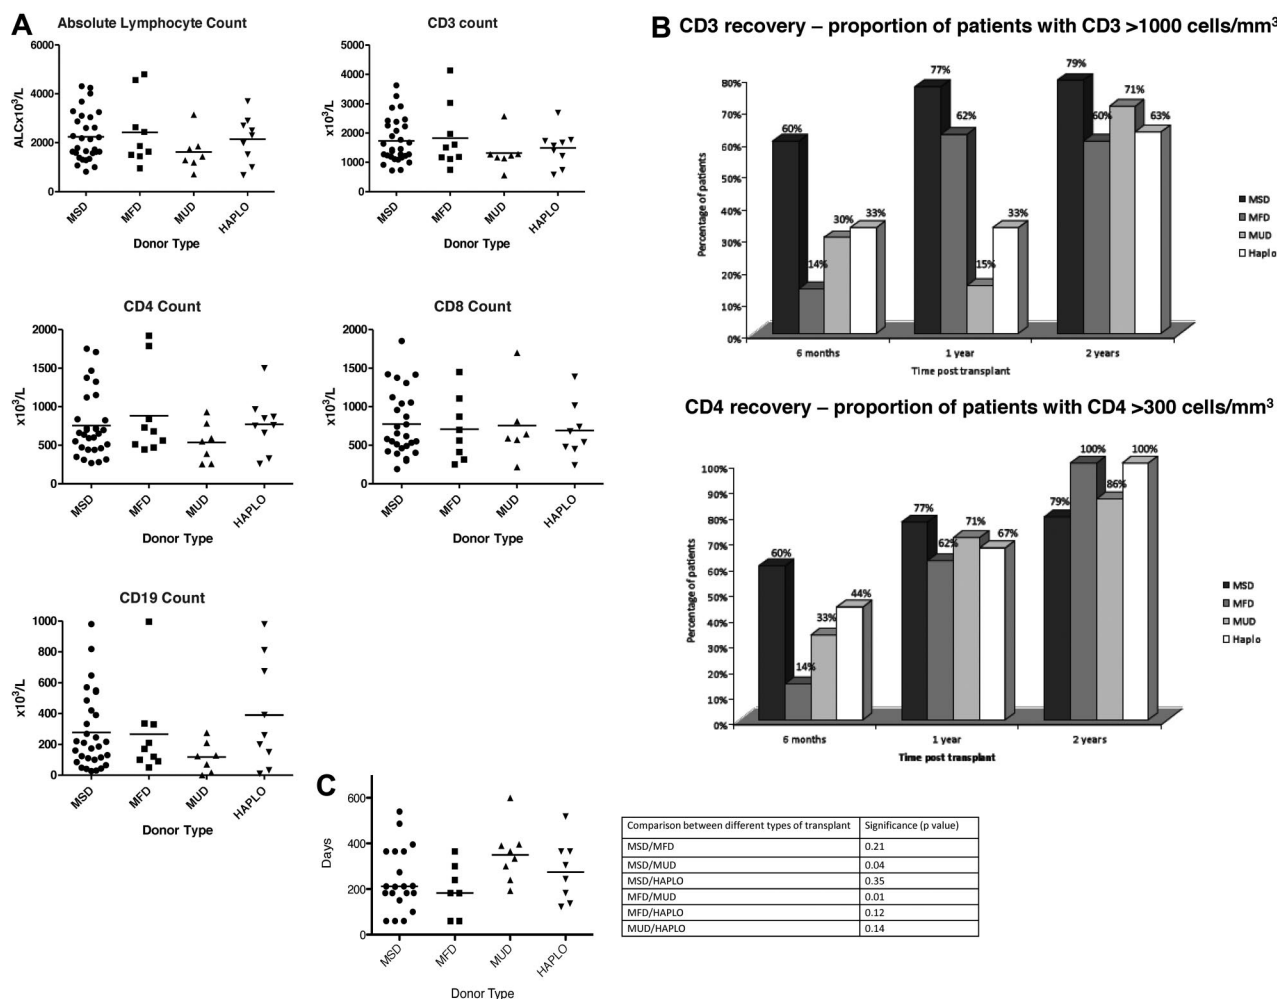 A
Absolute Lymphocyte Count
6000
4000
2000
0
ALCx10³/L
MSD
MFD
MUD
HAPLO
Donor Type
CD3 count
5000
4000
3000
2000
1000
0
x10³/L
MSD
MFD
MUD
HAPLO
Donor Type
CD4 Count
2000
1500
1000
500
0
x10³/L
MSD
MFD
MUD
HAPLO
Donor Type
CD8 Count
2000
1500
1000
500
0
x10³/L
MSD
MFD
MUD
HAPLO
Donor Type
CD19 Count
1000
800
600
400
200
0
x10³/L
MSD
MFD
MUD
HAPLO
Donor Type
B
CD3 recovery – proportion of patients with CD3 >1000 cells/mm³
80%
70%
60%
50%
40%
30%
20%
10%
0%
Percentage of patients
60%
14%
30%
33%
77%
62%
15%
33%
79%
60%
71%
63%
6 months
1 year
2 years
Time post transplant
MSD
MFD
MUD
Haplo
CD4 recovery – proportion of patients with CD4 >300 cells/mm³
100%
90%
80%
70%
60%
50%
40%
30%
20%
10%
0%
Percentage of patients
60%
14%
33%
44%
77%
62%
71%
67%
79%
100%
86%
100%
6 months
1 year
2 years
Time post transplant
MSD
MFD
MUD
Haplo
C
600
400
200
0
Days
MSD
MFD
MUD
HAPLO
Donor Type
Comparison between different types of transplant Significance (p value)
MSD/MFD 0.21
MSD/MUD 0.04
MSD/HAPLO 0.35
MFD/MUD 0.01
MFD/HAPLO 0.12
MUD/HAPLO 0.14